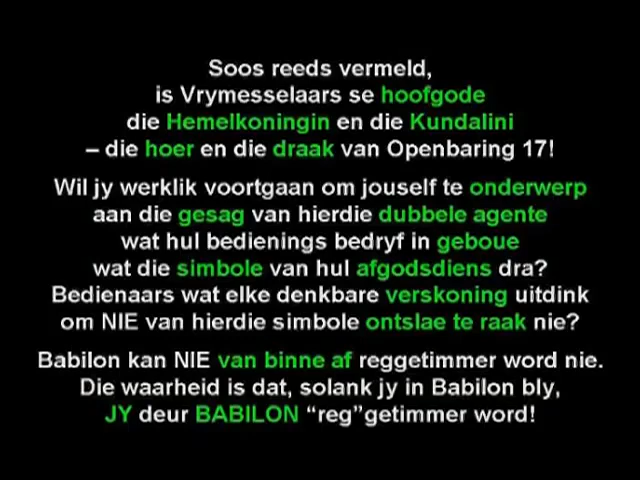 Soos reeds vermeld,
is Vrymesselaars se hoofgode
die Hemelkoningin en die Kundalini
– die hoer en die draak van Openbaring 17!
Wil jy werklik voortgaan om jouself te onderwerp
aan die gesag van hierdie dubbele agente
wat hul bedienings bedryf in geboue
wat die simbole van hul afgodsdiens dra?
Bedienaars wat elke denkbare verskoning uitdink
om NIE van hierdie simbole ontslae te raak nie?
Babilon kan NIE van binne af reggetimmer word nie.
Die waarheid is dat, solank jy in Babilon bly,
JY deur BABILON “reg”getimmer word!